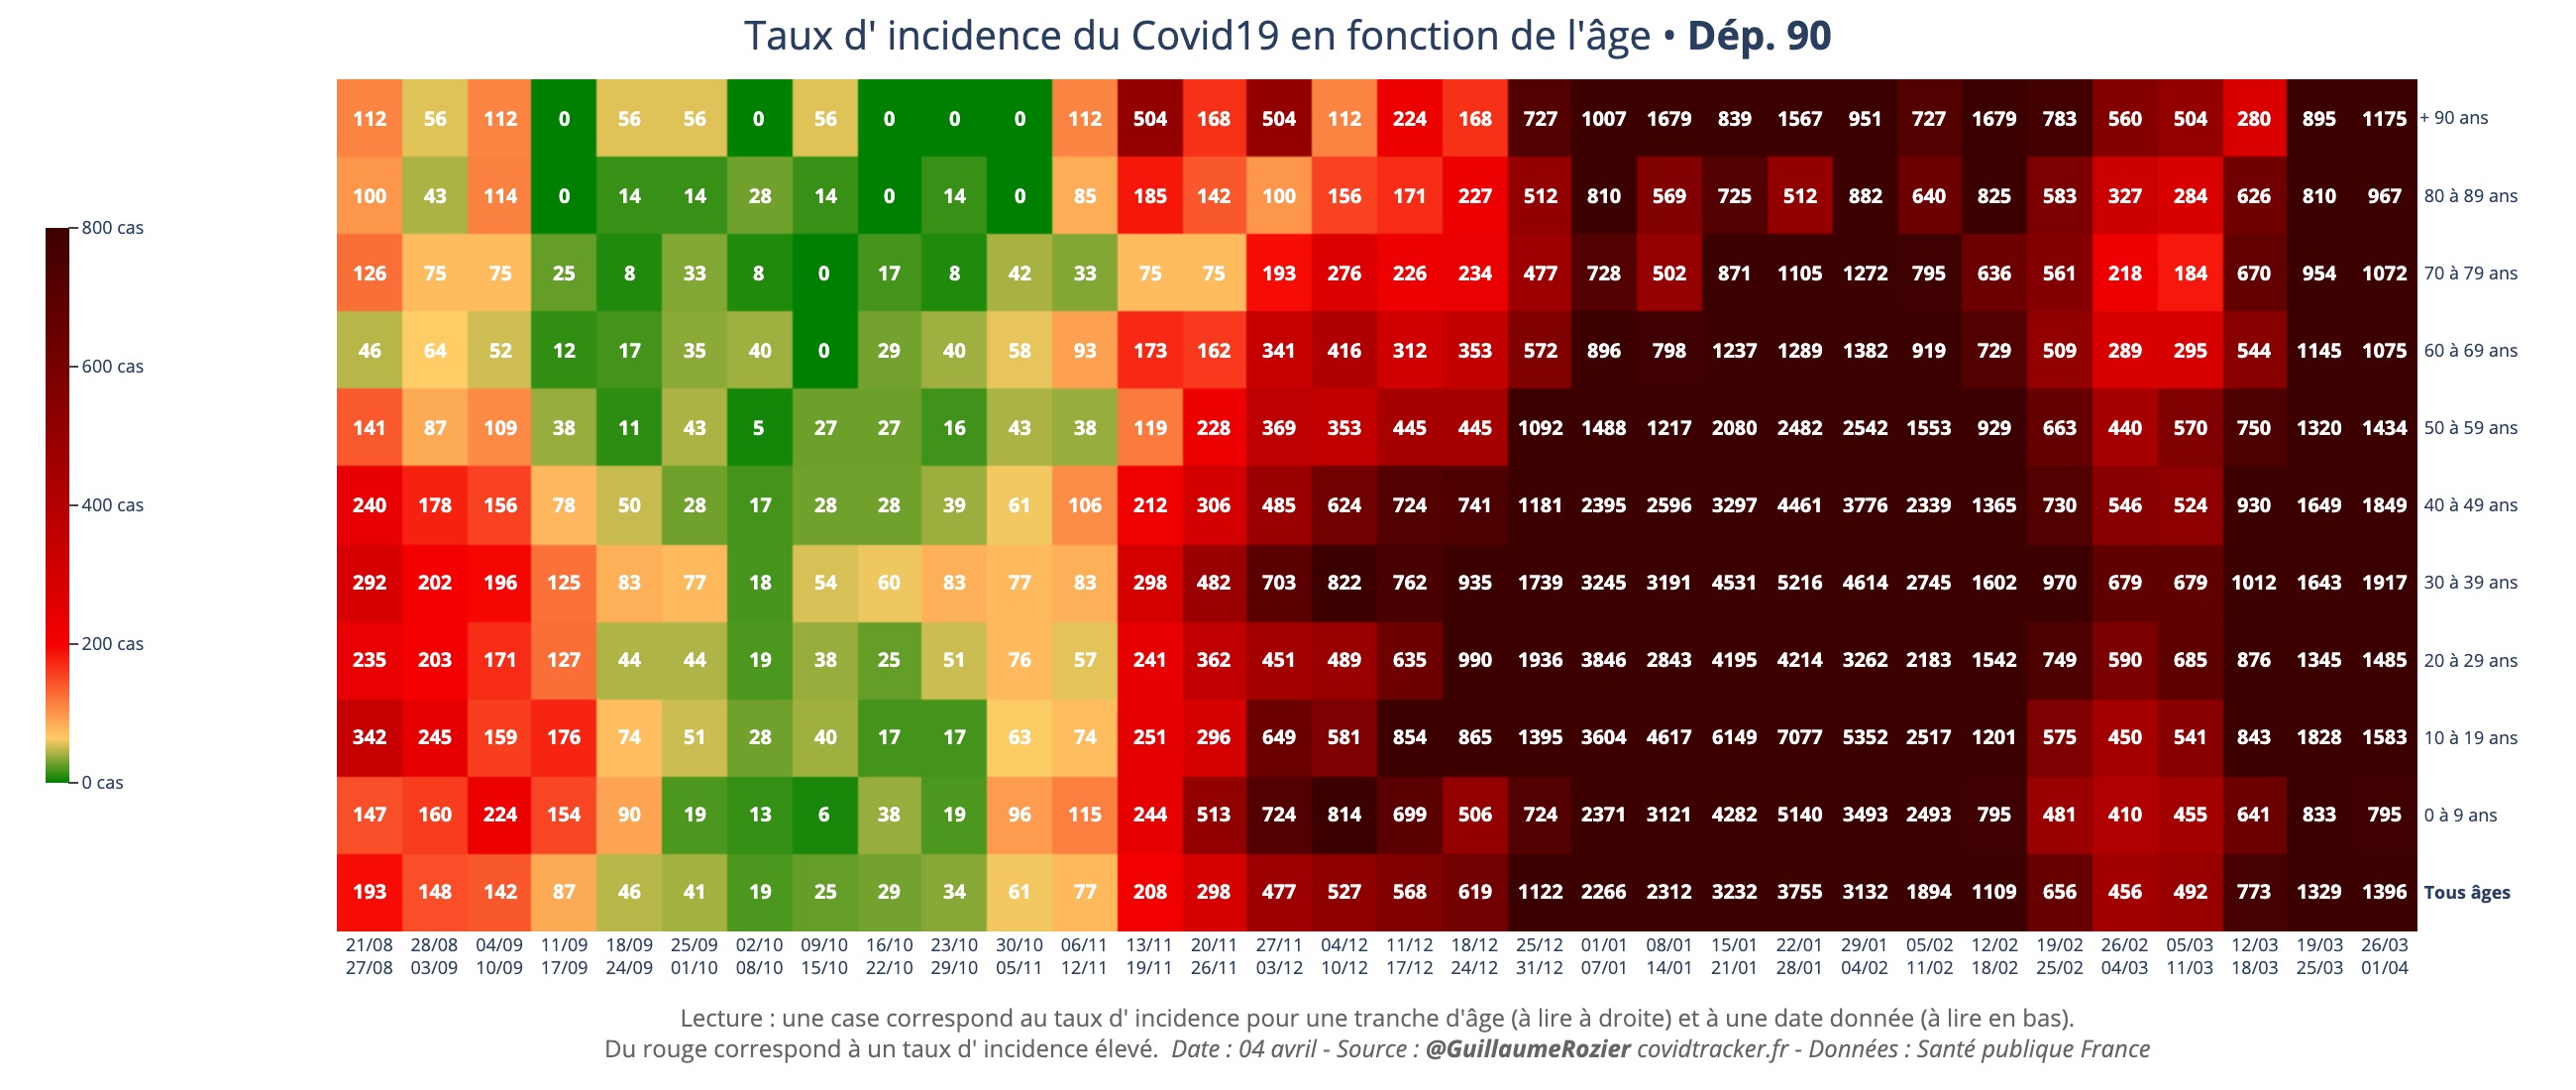 Taux d' incidence du Covid19 en fonction de l'âge • Dép. 90
800 cas
600 cas
400 cas
200 cas
0 cas
112 56 112 0 56 56 0 56 0 0 0 112 504 168 504 112 224 168 727 1007 1679 839 1567 951 727 1679 783 560 504 280 895 1175 + 90 ans
100 43 114 0 14 14 28 14 0 14 0 85 185 142 100 156 171 227 512 810 569 725 512 882 640 825 583 327 284 626 810 967 80 à 89 ans
126 75 75 25 8 33 8 0 17 8 42 33 75 75 193 276 226 234 477 728 502 871 1105 1272 795 636 561 218 184 670 954 1072 70 à 79 ans
46 64 52 12 17 35 40 0 29 40 58 93 173 162 341 416 312 353 572 896 798 1237 1289 1382 919 729 509 289 295 544 1145 1075 60 à 69 ans
141 87 109 38 11 43 5 27 27 16 43 38 119 228 369 353 445 445 1092 1488 1217 2080 2482 2542 1553 929 663 440 570 750 1320 1434 50 à 59 ans
240 178 156 78 50 28 17 28 28 39 61 106 212 306 485 624 724 741 1181 2395 2596 3297 4461 3776 2339 1365 730 546 524 930 1649 1849 40 à 49 ans
292 202 196 125 83 77 18 54 60 83 77 83 298 482 703 822 762 935 1739 3245 3191 4531 5216 4614 2745 1602 970 679 679 1012 1643 1917 30 à 39 ans
235 203 171 127 44 44 19 38 25 51 76 57 241 362 451 489 635 990 1936 3846 2843 4195 4214 3262 2183 1542 749 590 685 876 1345 1485 20 à 29 ans
342 245 159 176 74 51 28 40 17 17 63 74 251 296 649 581 854 865 1395 3604 4617 6149 7077 5352 2517 1201 575 450 541 843 1828 1583 10 à 19 ans
147 160 224 154 90 19 13 6 38 19 96 115 244 513 724 814 699 506 724 2371 3121 4282 5140 3493 2493 795 481 410 455 641 833 795 0 à 9 ans
193 148 142 87 46 41 19 25 29 34 61 77 208 298 477 527 568 619 1122 2266 2312 3232 3755 3132 1894 1109 656 456 492 773 1329 1396 Tous âges
21/08 28/08 04/09 11/09 18/09 25/09 02/10 09/10 16/10 23/10 30/10 06/11 13/11 20/11 27/11 04/12 11/12 18/12 25/12 01/01 08/01 15/01 22/01 29/01 05/02 12/02 19/02 26/02 05/03 12/03 19/03 26/03
27/08 03/09 10/09 17/09 24/09 01/10 08/10 15/10 22/10 29/10 05/11 12/11 19/11 26/11 03/12 10/12 17/12 24/12 31/12 07/01 14/01 21/01 28/01 04/02 11/02 18/02 25/02 04/03 11/03 18/03 25/03 01/04
Lecture : une case correspond au taux d' incidence pour une tranche d'âge (à lire à droite) et à une date donnée (à lire en bas).
Du rouge correspond à un taux d' incidence élevé. Date : 04 avril - Source : @GuillaumeRozier covidtracker.fr - Données : Santé publique France